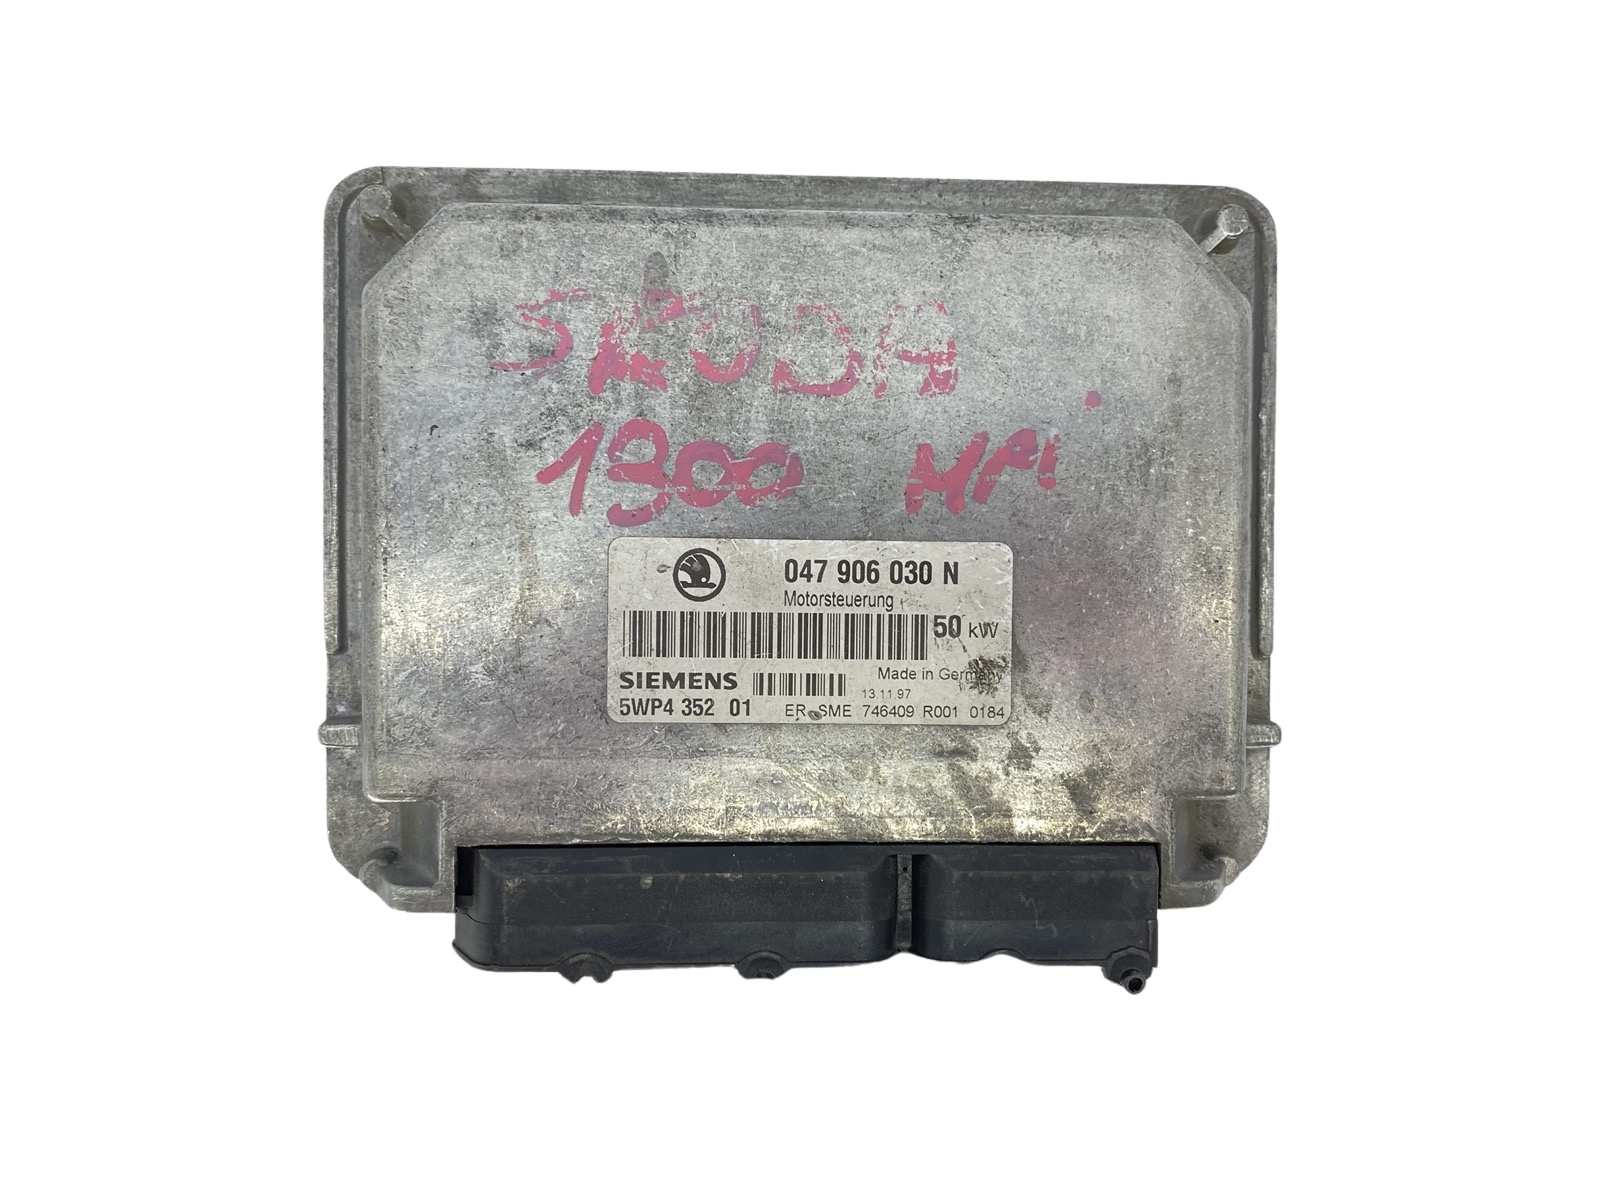 SKODA
1300 MPI
047 906 030 N
Motorsteuerung
50 kW
SIEMENS
Made in Germany
13.11.97
5WP4 352 01 ER. SME 746409 R001 0184